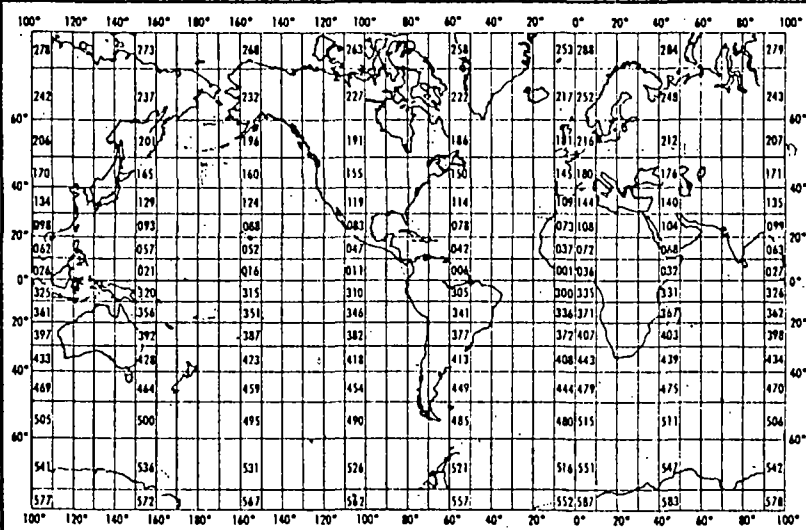 100° 120° 140° 160° 180° 160° 140° 120° 100° 80° 60° 40° 20° 0° 20° 40° 60° 80° 100°
278 273 268 263 258 253 288 284 279
242 237 232 227 222 217 252 248 243
60° 60°
206 201 196 191 186 181 216 212 207
170 165 160 155 150 145 180 176 171
40° 40°
134 129 124 119 114 109 144 140 135
098 093 088 083 078 073 108 104 099
20° 20°
062 057 052 047 042 037 072 068 063
026 021 016 011 006 001 036 032 027
0° 0°
325 320 315 310 305 300 335 331 326
361 356 351 346 341 336 371 367 362
20° 20°
397 392 387 382 377 372 407 403 398
433 428 423 418 413 408 443 439 434
40° 40°
469 464 459 454 449 444 479 475 470
505 500 495 490 485 480 515 511 506
60° 60°
541 536 531 526 521 516 551 547 542
577 572 567 562 557 552 587 583 578
100° 120° 140° 160° 180° 160° 140° 120° 100° 80° 60° 40° 20° 0° 20° 40° 60° 80° 100°